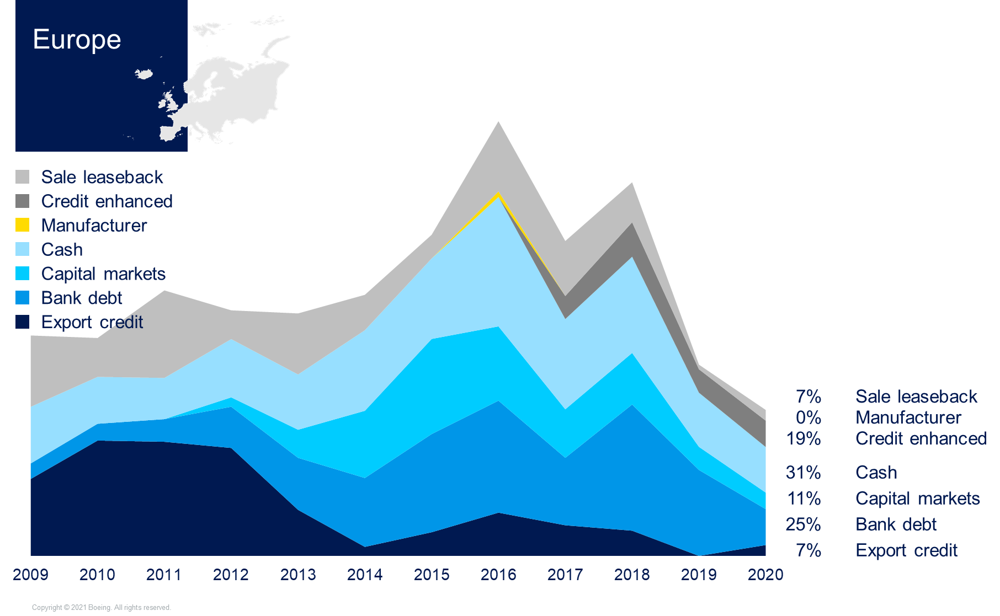 Europe
Sale leaseback
Credit enhanced
Manufacturer
Cash
Capital markets
Bank debt
Export credit
7% Sale leaseback
0% Manufacturer
19% Credit enhanced
31% Cash
11% Capital markets
25% Bank debt
7% Export credit
2009 2010 2011 2012 2013 2014 2015 2016 2017 2018 2019 2020
Copyright © 2021 Boeing. All rights reserved.